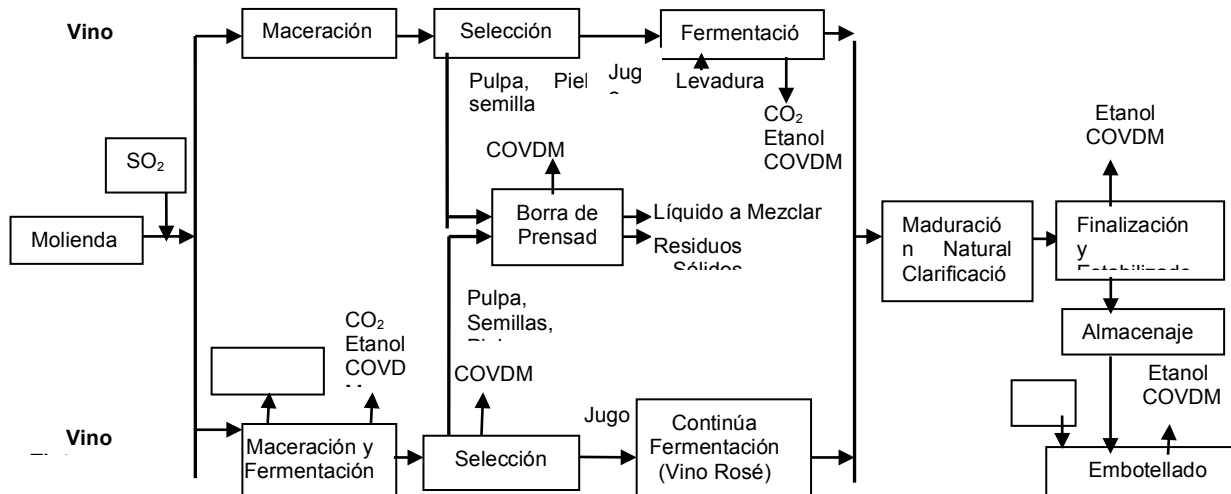 Vino
Maceración
Selección
Fermentació
Pulpa, Piel
semilla
Jug
Levadura
CO₂
Etanol
COVDM
Etanol
COVDM
SO₂
COVDM
Molienda
Borra de
Prensad
Líquido a Mezclar
Residuos
Sólidos
Maduració
n Natural
Clarificació
Finalización
y
Pulpa,
Semillas,
CO₂
Etanol
COVD
COVDM
Almacenaje
Etanol
COVDM
Vino
Maceración y
Fermentación
Selección
Jugo
Continúa
Fermentación
(Vino Rosé)
Embotellado